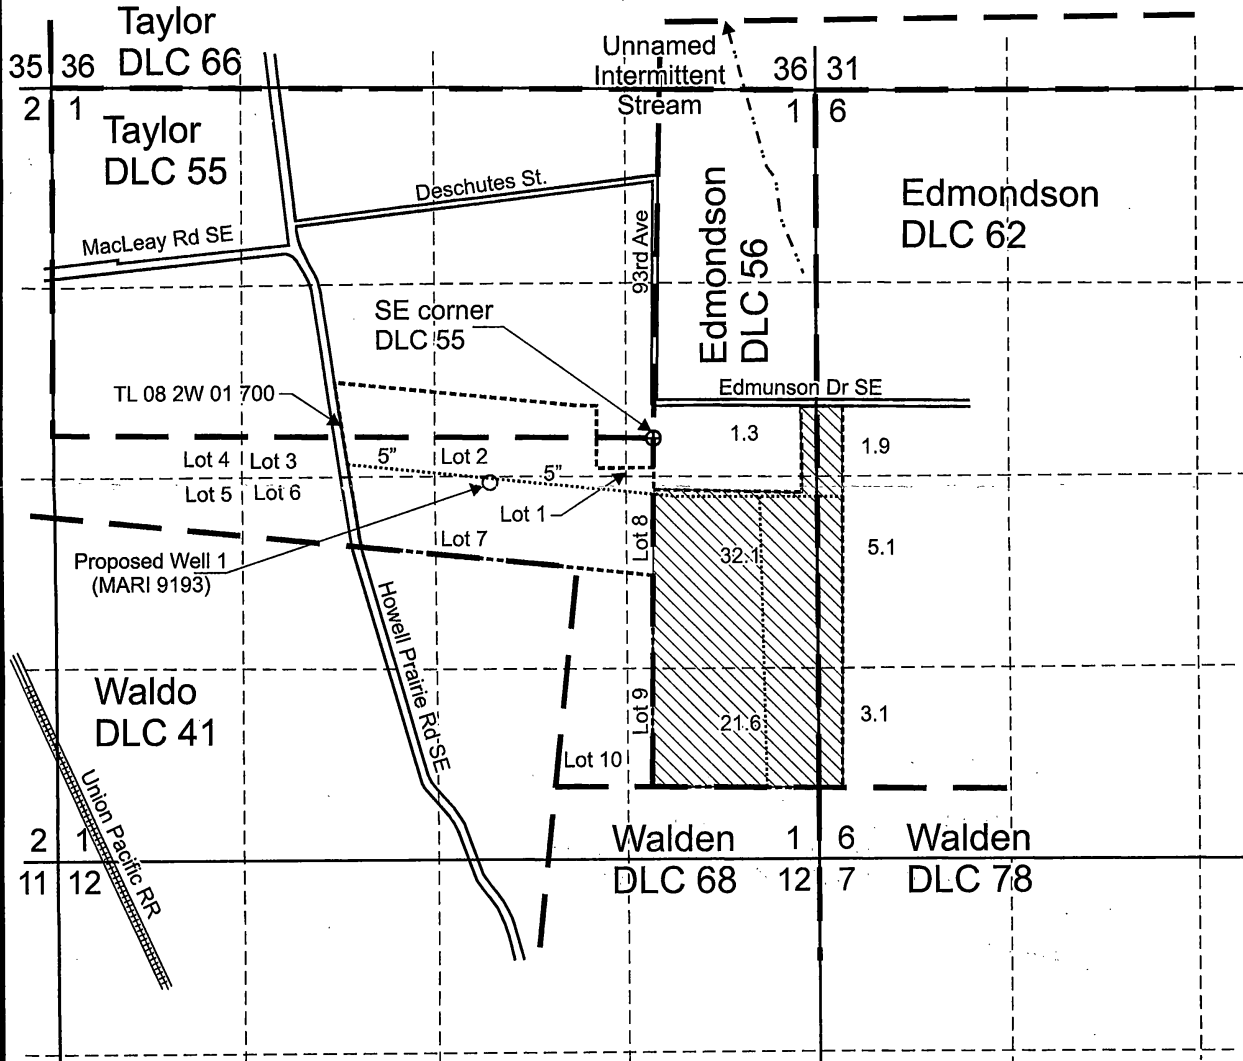 Taylor
DLC 66
35 36
2 1
Unnamed
Intermittent
Stream
36 31
1 6
Taylor
DLC 55
Deschutes St.
MacLeay Rd SE
93rd Ave
Edmondson
DLC 56
Edmondson
DLC 62
SE corner
DLC 55
TL 08 2W 01 700
Edmunson Dr SE
1.3
1.9
Lot 4
Lot 3
5"
Lot 2
5"
Lot 5
Lot 6
Lot 1
Lot 7
Lot 8
32.1
5.1
Proposed Well 1
(MARI 9193)
Howell Prairie Rd SE
Waldo
DLC 41
Lot 9
21.6
3.1
Lot 10
Union Pacific RR
2 1
11 12
Walden
DLC 68
1 6
12 7
Walden
DLC 78